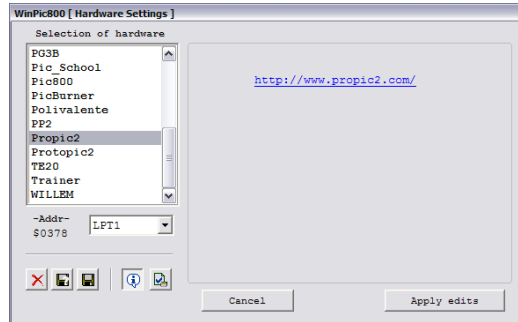 WinPic800 [ Hardware Settings ]
Selection of hardware
PG3B
Pic_School
Pic800
PicBurner
Polivalente
PP2
Propic2
Protopic2
TE20
Trainer
WILLEM
http://www.propic2.com/
-Addr-
$0378
LPT1
Cancel
Apply edits